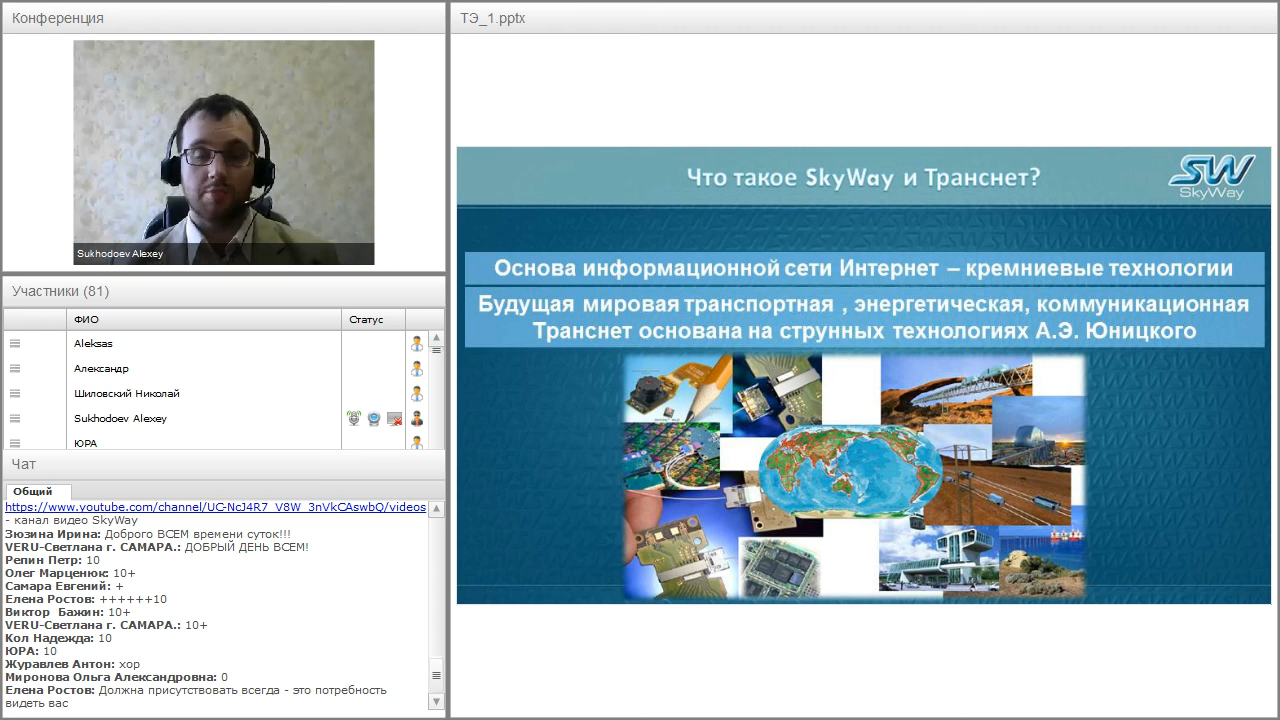 Конференция
Sukhodoev Alexey
Участники (81)
ФИО Статус
Aleksas
Александр
Шиловский Николай
Sukhodoev Alexey
ЮРА
Чат
Общий
https://www.youtube.com/channel/UC-NcJ4R7_V8W_3nVkCAswbQ/videos
- канал видео SkyWay
Зюзина Ирина: Доброго ВСЕМ времени суток!!!
VERU-Светлана г. САМАРА.: ДОБРЫЙ ДЕНЬ ВСЕМ!
Репин Петр: 10
Олег Марценюк: 10+
Самара Евгений: +
Елена Ростов: ++++++10
Виктор Бажин: 10+
VERU-Светлана г. САМАРА.: 10+
Кол Надежда: 10
ЮРА: 10
Журавлев Антон: хор
Миронова Ольга Александровна: 0
Елена Ростов: Должна присутствовать всегда - это потребность
видеть вас
ТЭ_1.pptx
Что такое SkyWay и Транснет?
SW
SkyWay
Основа информационной сети Интернет – кремниевые технологии
Будущая мировая транспортная , энергетическая, коммуникационная
Транснет основана на струнных технологиях А.Э. Юницкого